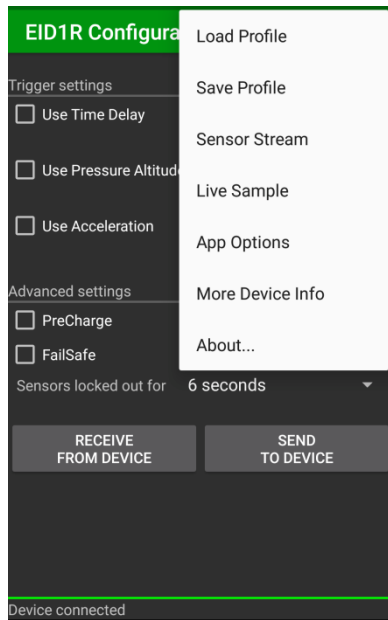 EID1R Configura
Load Profile
Save Profile
Sensor Stream
Live Sample
App Options
More Device Info
About...
Trigger settings
Use Time Delay
Use Pressure Altitud
Use Acceleration
Advanced settings
PreCharge
FailSafe
Sensors locked out for 6 seconds
RECEIVE
FROM DEVICE
SEND
TO DEVICE
Device connected